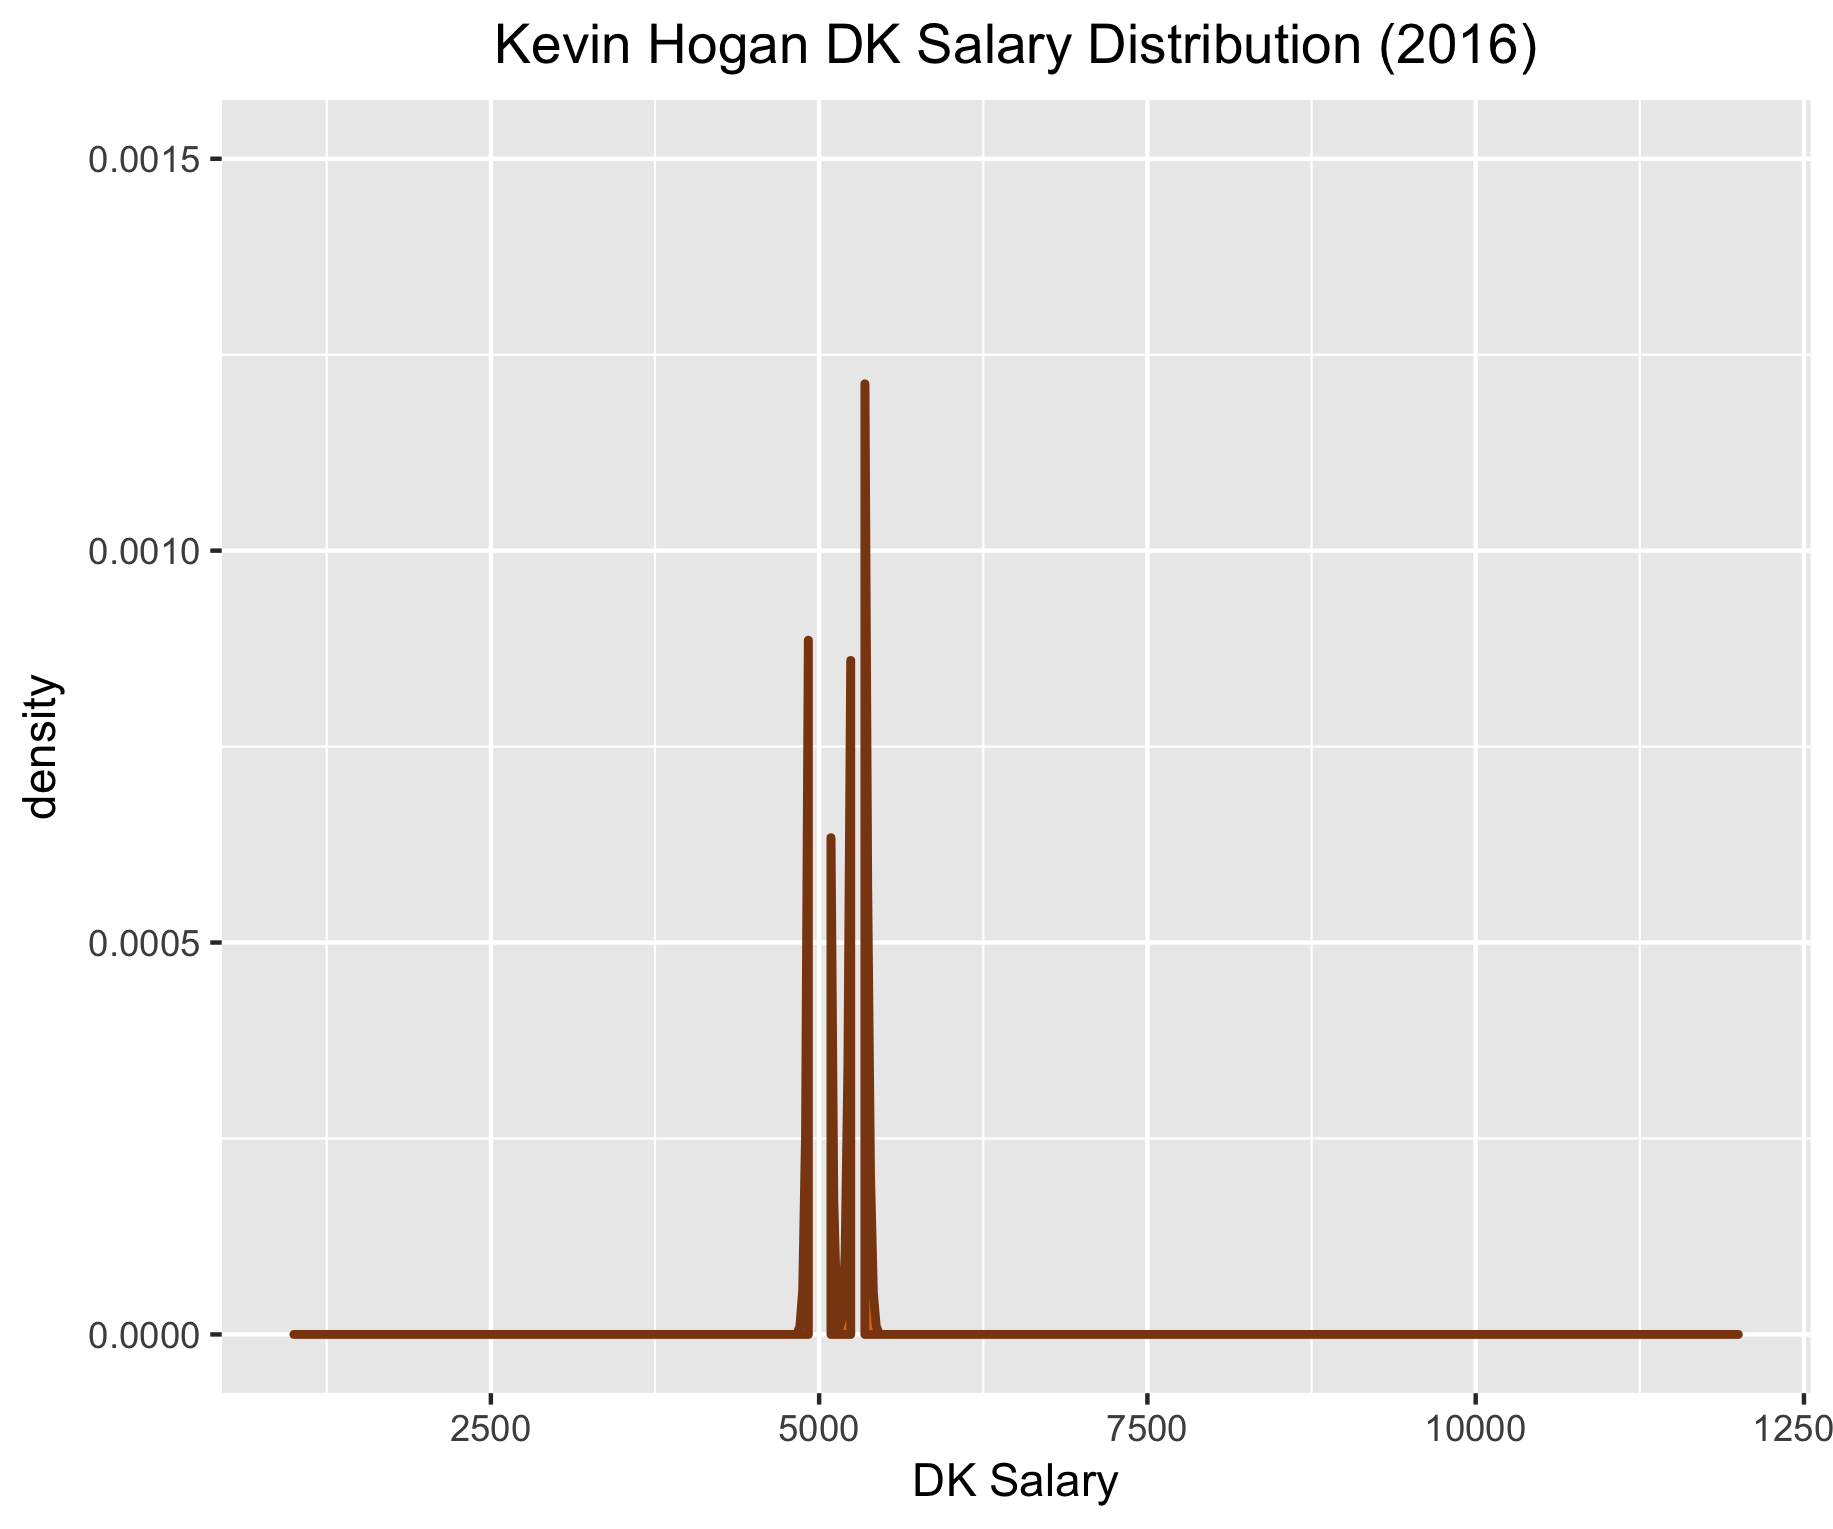 Kevin Hogan DK Salary Distribution (2016)
0.0015
0.0010
0.0005
0.0000
density
2500 5000 7500 10000 1250
DK Salary